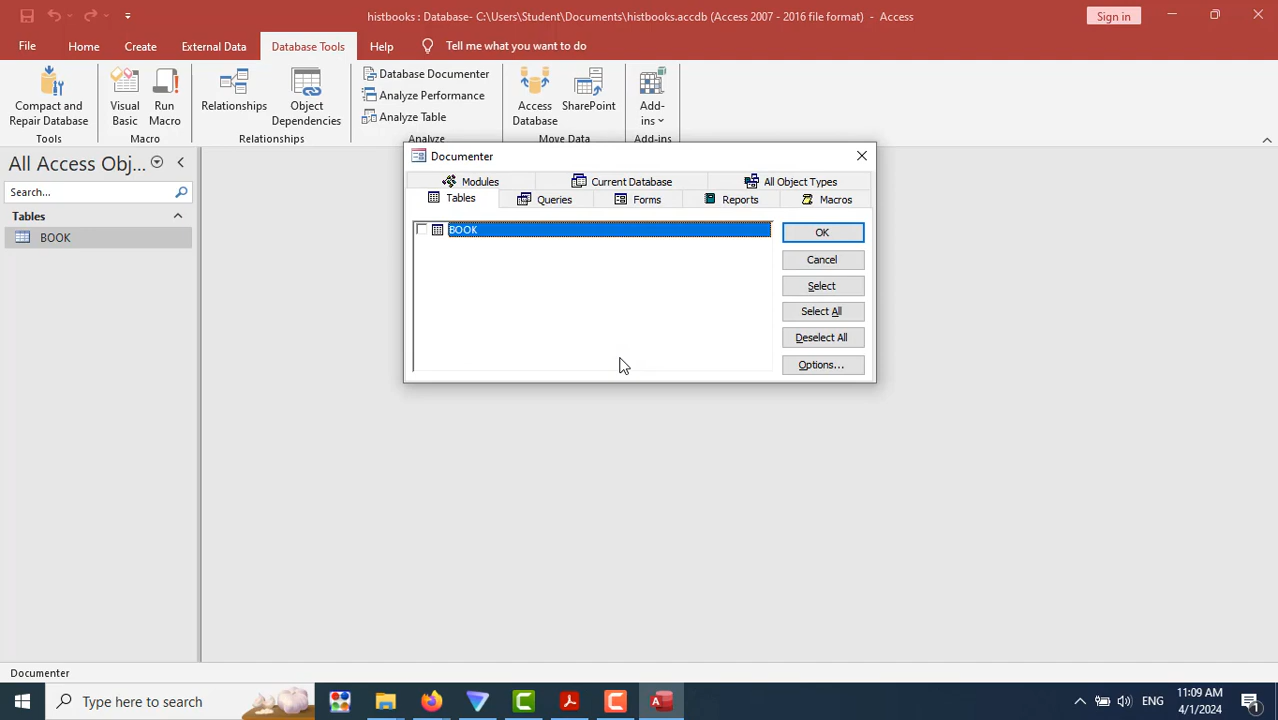 histbooks : Database- C:\Users\Student\Documents\histbooks.accdb (Access 2007 - 2016 file format) - Access
Sign in
File
Home
Create
External Data
Database Tools
Help
Tell me what you want to do
Compact and
Repair Database
Visual
Basic
Run
Macro
Relationships
Object
Dependencies
Database Documenter
Analyze Performance
Analyze Table
Access
Database
SharePoint
Add-
ins
Tools
Macro
Relationships
Analyze
Move Data
Add-ins
All Access Obj...
Search...
Tables
BOOK
Documenter
Modules
Current Database
All Object Types
Tables
Queries
Forms
Reports
Macros
BOOK
OK
Cancel
Select
Select All
Deselect All
Options...
Documenter
Type here to search
ENG
11:09 AM
4/1/2024
1